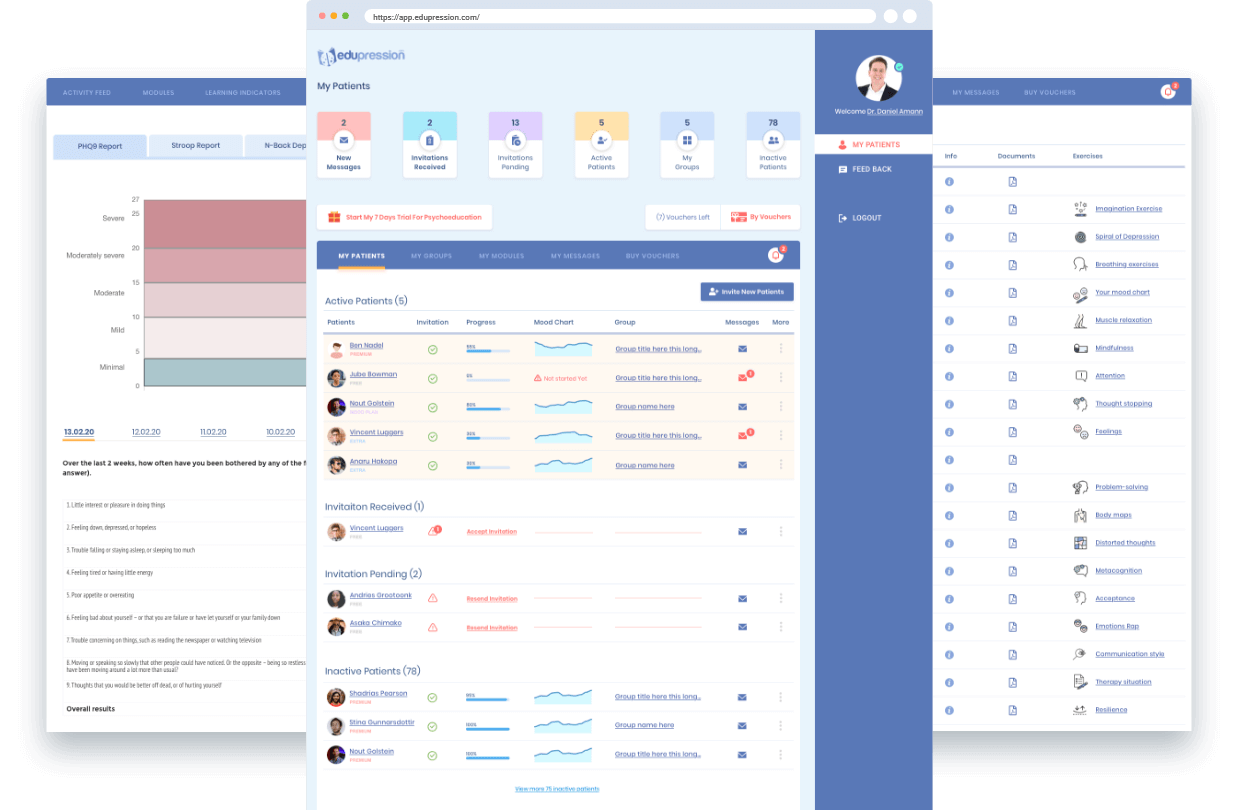 https://app.edupression.com/
edupression
My Patients
2
New
Messages
2
Invitations
Received
13
Invitations
Pending
5
Active
Patients
5
My
Groups
78
Inactive
Patients
Start My 7 Days Trial For Psychoeducation
(7) Vouchers Left
By Vouchers
MY PATIENTS MY GROUPS MY MODULES MY MESSAGES BUY VOUCHERS 2
Invite New Patients
Active Patients (5)
Patients Invitation Progress Mood Chart Group Messages More
Ben Nadel Group title here this long...
PREMIUM
Jube Bowman Not started Yet Group title here this long... 1
FREE
Nout Golstein Group name here
Vincent Luggers Group title here this long... 1
EXTRA
Anaru Hakopa Group name here
EXTRA
Invitaiton Received (1)
Vincent Luggers 1 Accept Invitation
FREE
Invitation Pending (2)
Andries Grootoonk Resend Invitation
FREE
Asaka Chimako Resend Invitation
FREE
Inactive Patients (78)
Shadrias Pearson Group title here this long...
PREMIUM
Stina Gunnarsdottir 100% Group name here
PREMIUM
Nout Golstein 100% Group title here this long...
PREMIUM
View more 75 inactive patients
Welcome Dr. Daniel Amann
MY PATIENTS
FEED BACK
LOGOUT
ACTIVITY FEED MODULES LEARNING INDICATORS
PHQ9 Report Stroop Report N-Back Dep
27
Severe 25
20
Moderately severe
15
Moderate
10
Mild
5
Minimal
0
13.02.20 12.02.20 11.02.20 10.02.20
Over the last 2 weeks, how often have you been bothered by any of the f
answer).
1. Little interest or pleasure in doing things
2. Feeling down, depressed, or hopeless
3. Trouble falling or staying asleep, or sleeping too much
4. Feeling tired or having little energy
5. Poor appetite or overeating
6. Feeling bad about yourself – or that you are failure or have let yourself or your family down
7. Trouble concerning on things, such as reading the newspaper or watching television
8. Moving or speaking so slowly that other people could have noticed. Or the opposite – being so restless
have been moving around a lot more than usual?
9. Thoughts that you would be better off dead, or of hurting yourself
Overall results
MY MESSAGES BUY VOUCHERS 2
Info Documents Exercises
Imagination Exercise
Spiral of Depression
Breathing exercises
Your mood chart
Muscle relaxation
Mindfulness
Attention
Thought stopping
Feelings
Problem-solving
Body maps
Distorted thoughts
Metacognition
Acceptance
Emotions Rap
Communication style
Therapy situation
Resilience